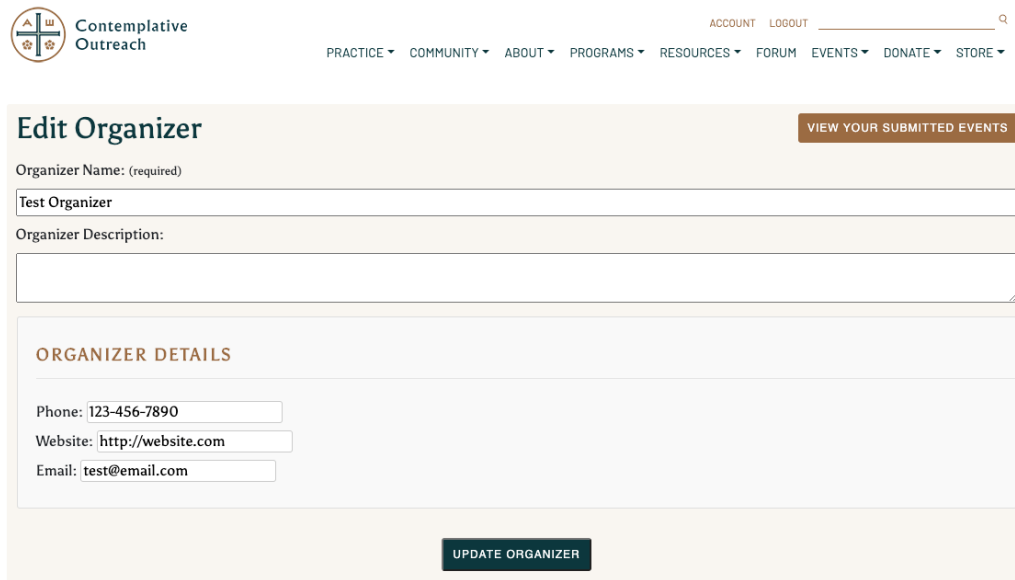 Contemplative
Outreach
ACCOUNT LOGOUT
PRACTICE COMMUNITY ABOUT PROGRAMS RESOURCES FORUM EVENTS DONATE STORE
Edit Organizer
VIEW YOUR SUBMITTED EVENTS
Organizer Name: (required)
Test Organizer
Organizer Description:
ORGANIZER DETAILS
Phone: 123-456-7890
Website: http://website.com
Email: test@email.com
UPDATE ORGANIZER